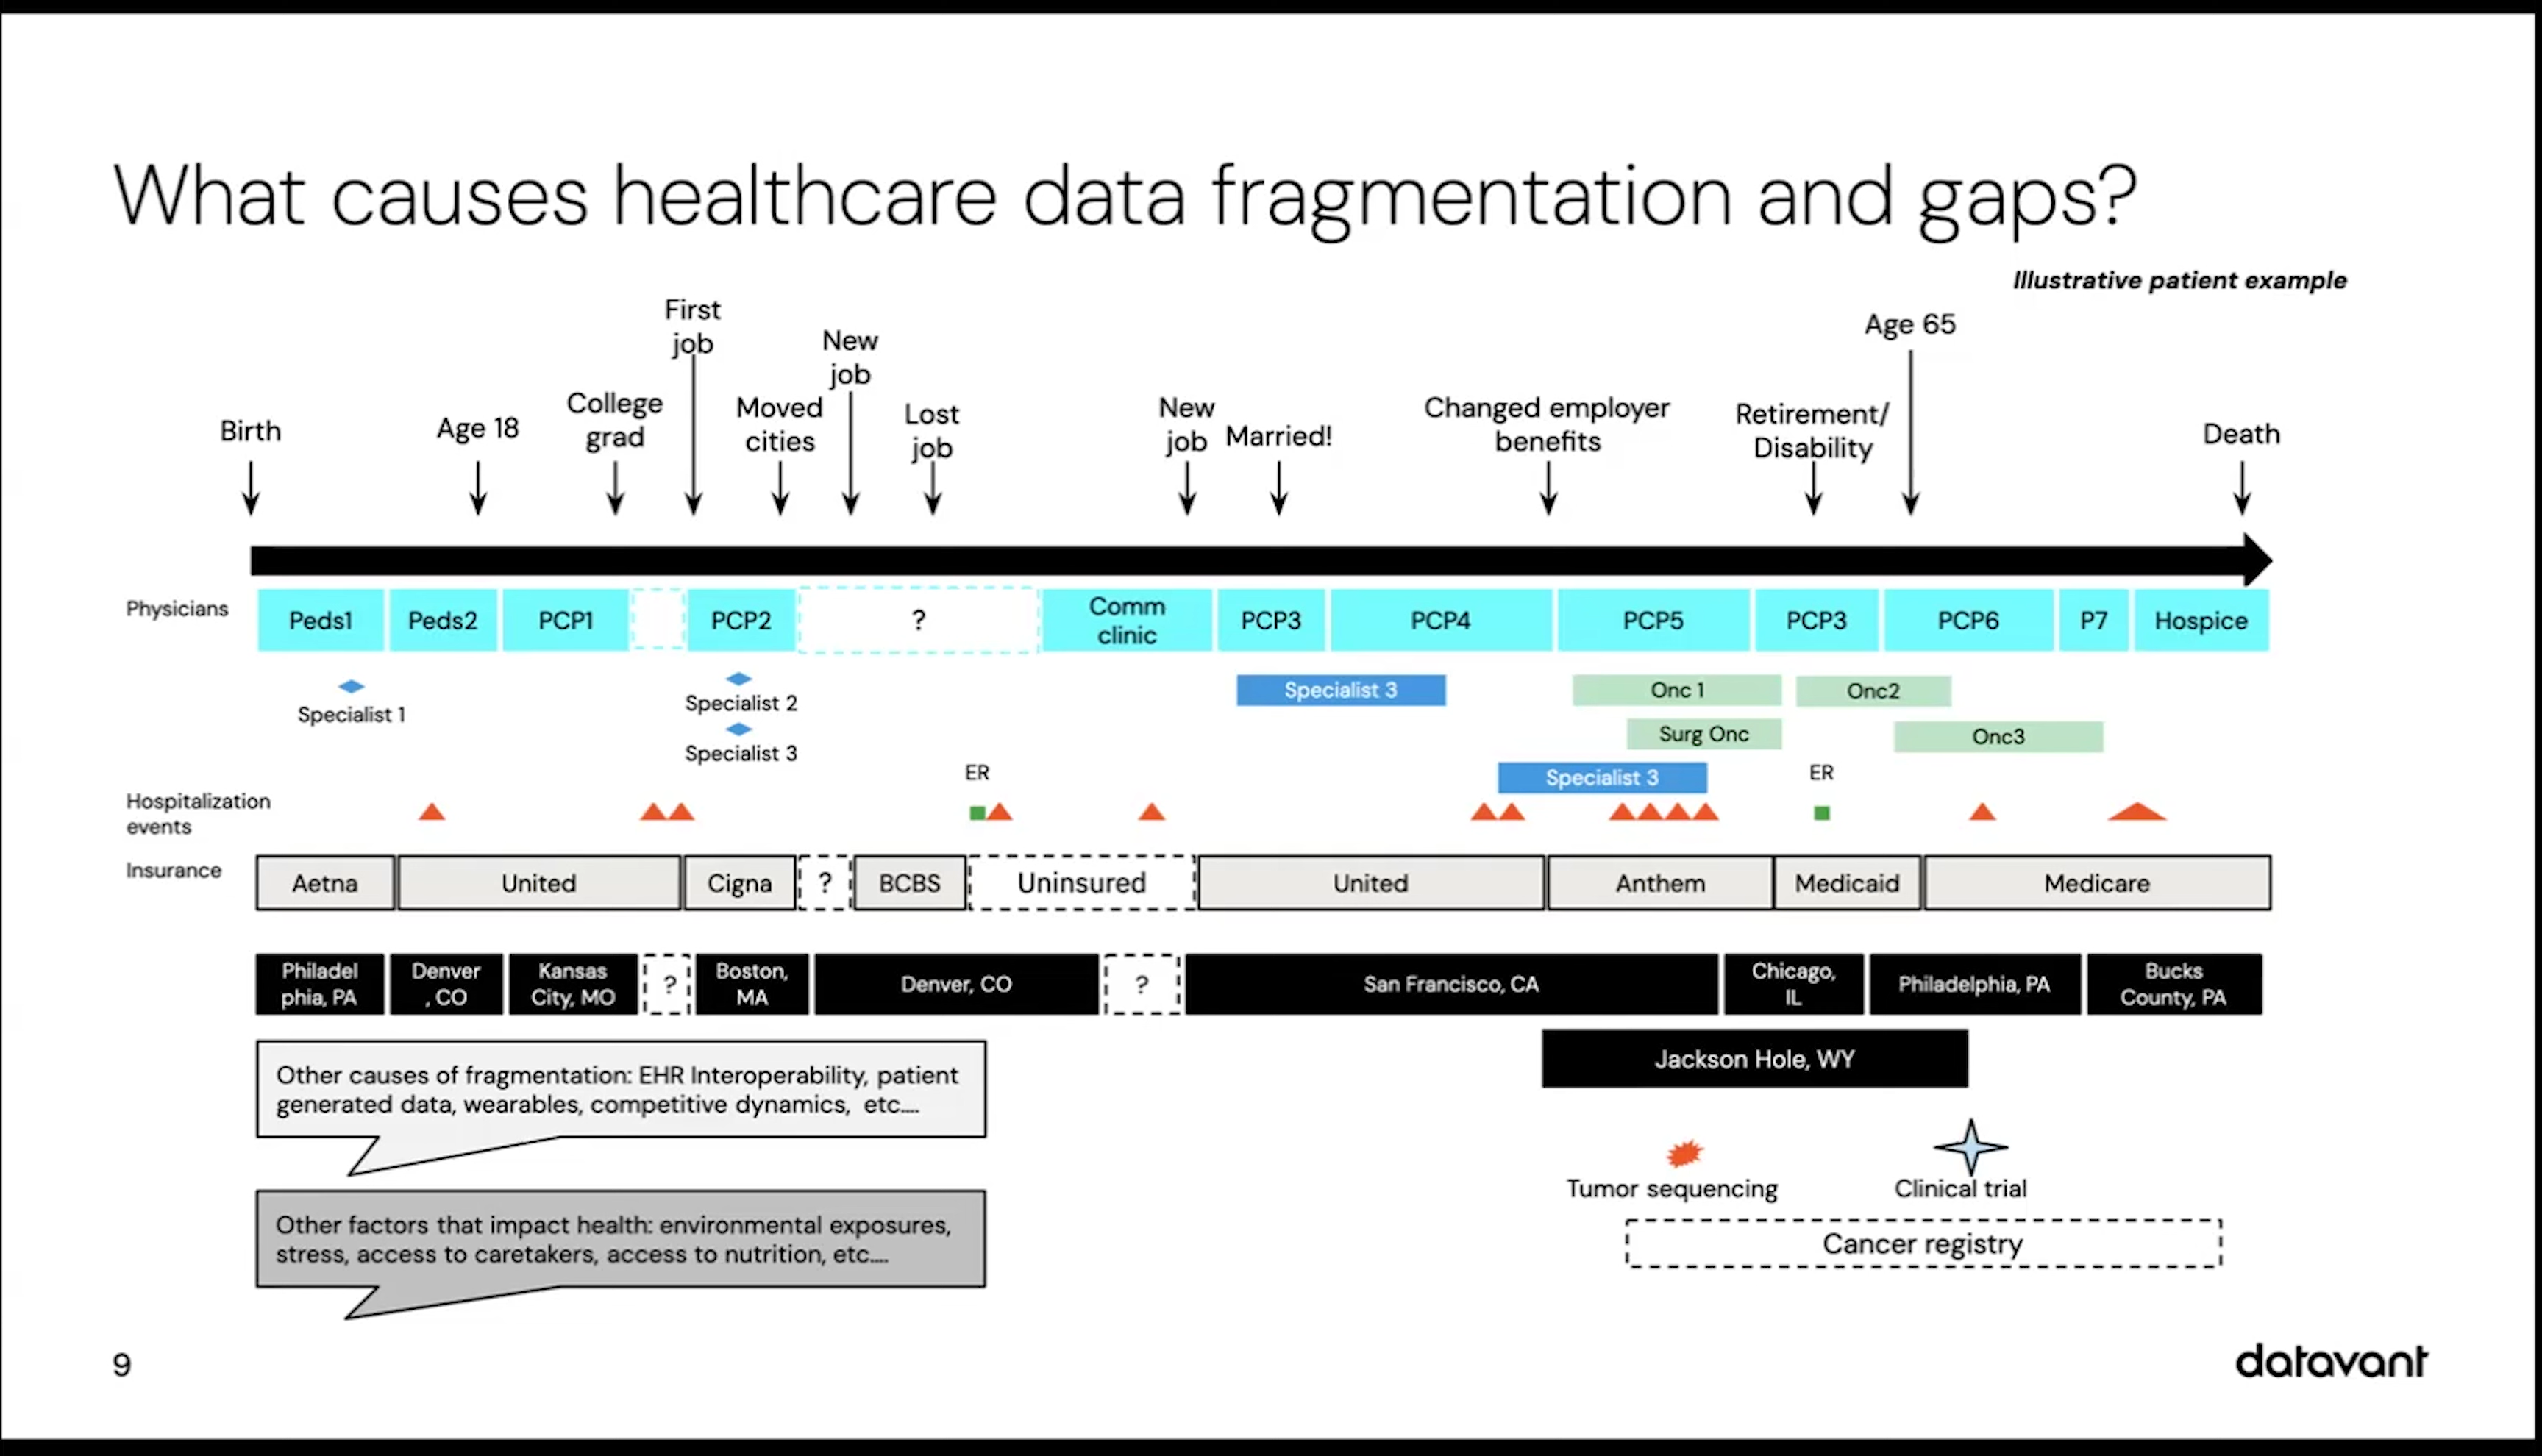 What causes healthcare data fragmentation and gaps?
Illustrative patient example
Birth
Age 18
College
grad
First
job
Moved
cities
New
job
Lost
job
New
job
Married!
Changed employer
benefits
Retirement/
Disability
Age 65
Death
Physicians
Peds1
Peds2
PCP1
PCP2
?
Comm
clinic
PCP3
PCP4
PCP5
PCP3
PCP6
P7
Hospice
Specialist 1
Specialist 2
Specialist 3
Specialist 3
Onc 1
Onc2
Surg Onc
Onc3
Specialist 3
ER
ER
Hospitalization
events
Insurance
Aetna
United
Cigna
?
BCBS
Uninsured
United
Anthem
Medicaid
Medicare
Philadel
phia, PA
Denver
, CO
Kansas
City, MO
?
Boston,
MA
Denver, CO
?
San Francisco, CA
Chicago,
IL
Philadelphia, PA
Bucks
County, PA
Jackson Hole, WY
Other causes of fragmentation: EHR Interoperability, patient
generated data, wearables, competitive dynamics, etc....
Tumor sequencing
Clinical trial
Cancer registry
Other factors that impact health: environmental exposures,
stress, access to caretakers, access to nutrition, etc....
9
datavant